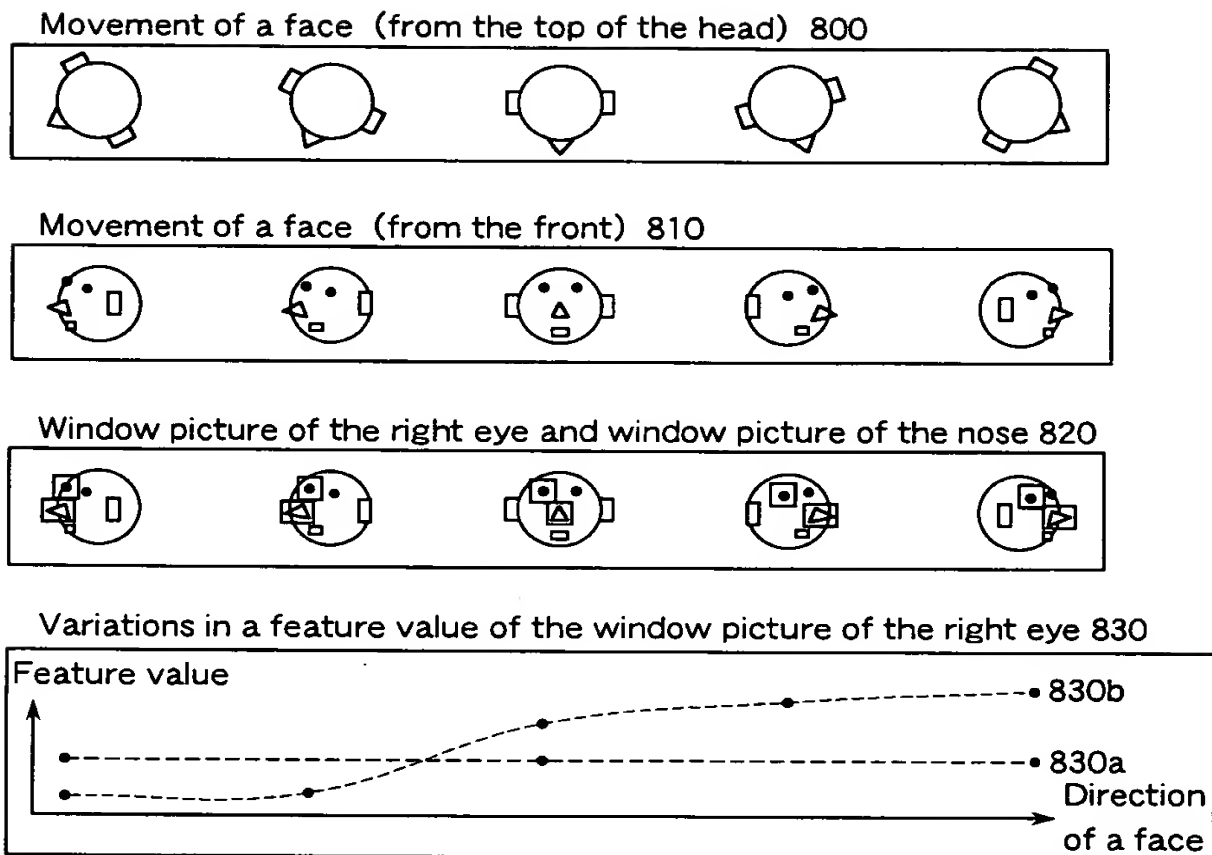 Movement of a face (from the top of the head) 800
Movement of a face (from the front) 810
Window picture of the right eye and window picture of the nose 820
Variations in a feature value of the window picture of the right eye 830
Feature value
830b
830a
Direction
of a face